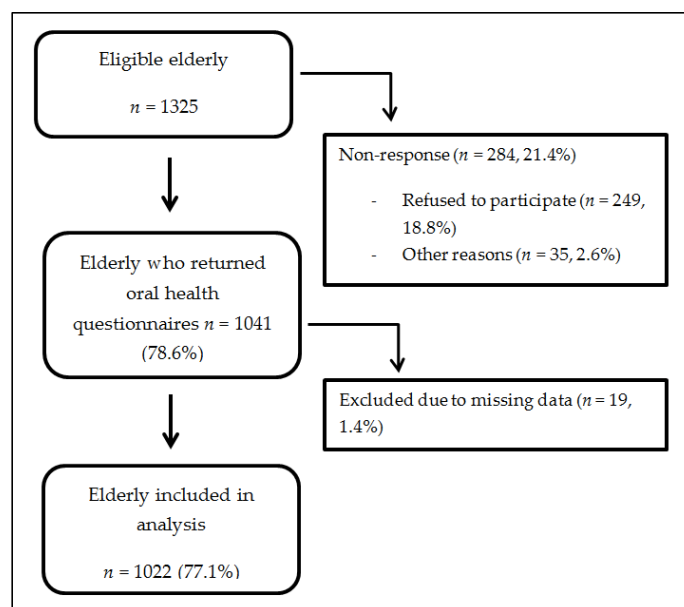 Eligible elderly
n = 1325
Non-response (n = 284, 21.4%)
- Refused to participate (n = 249,
18.8%)
- Other reasons (n = 35, 2.6%)
Elderly who returned
oral health
questionnaires n = 1041
(78.6%)
Excluded due to missing data (n = 19,
1.4%)
Elderly included in
analysis
n = 1022 (77.1%)